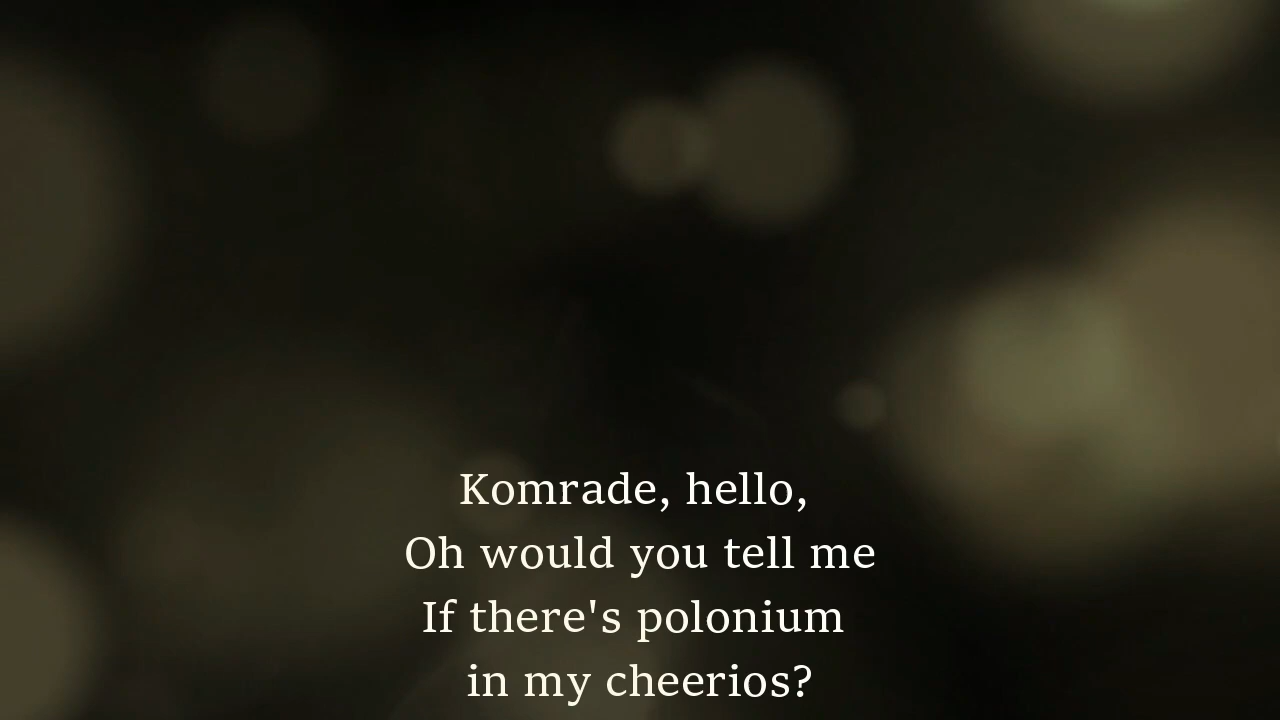 Komrade, hello,
Oh would you tell me
If there's polonium
in my cheerios?